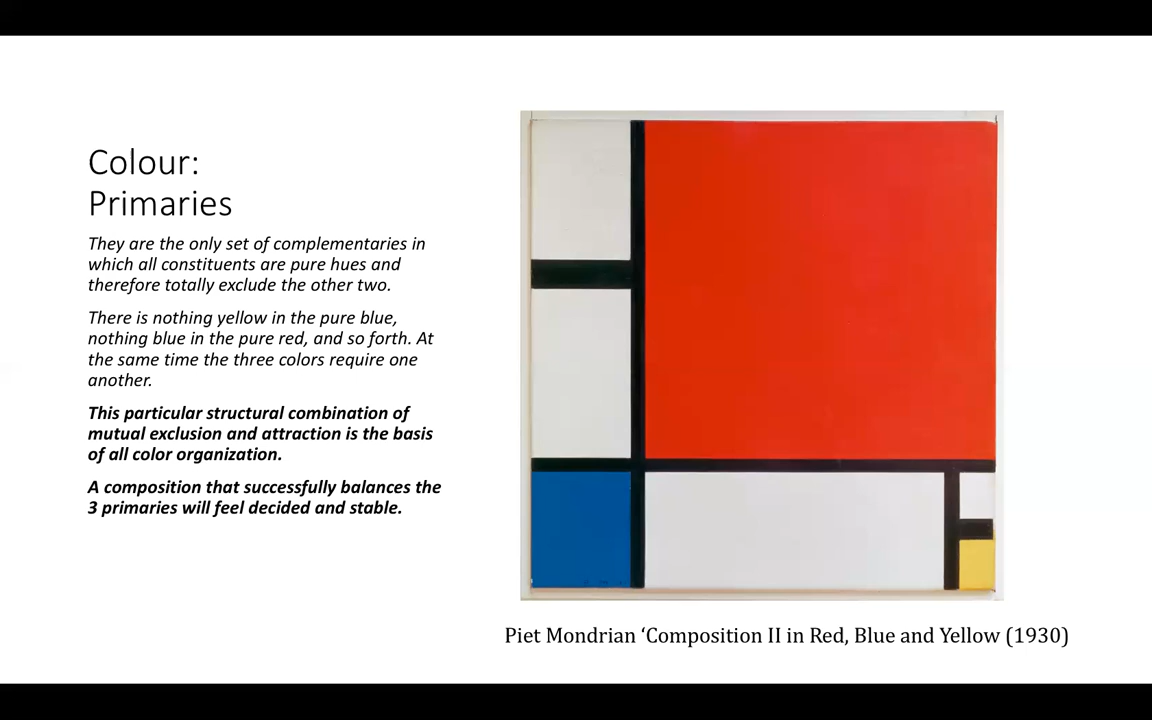 Colour:
Primaries
They are the only set of complementaries in
which all constituents are pure hues and
therefore totally exclude the other two.
There is nothing yellow in the pure blue,
nothing blue in the pure red, and so forth. At
the same time the three colors require one
another.
This particular structural combination of
mutual exclusion and attraction is the basis
of all color organization.
A composition that successfully balances the
3 primaries will feel decided and stable.
Piet Mondrian ‘Composition II in Red, Blue and Yellow (1930)